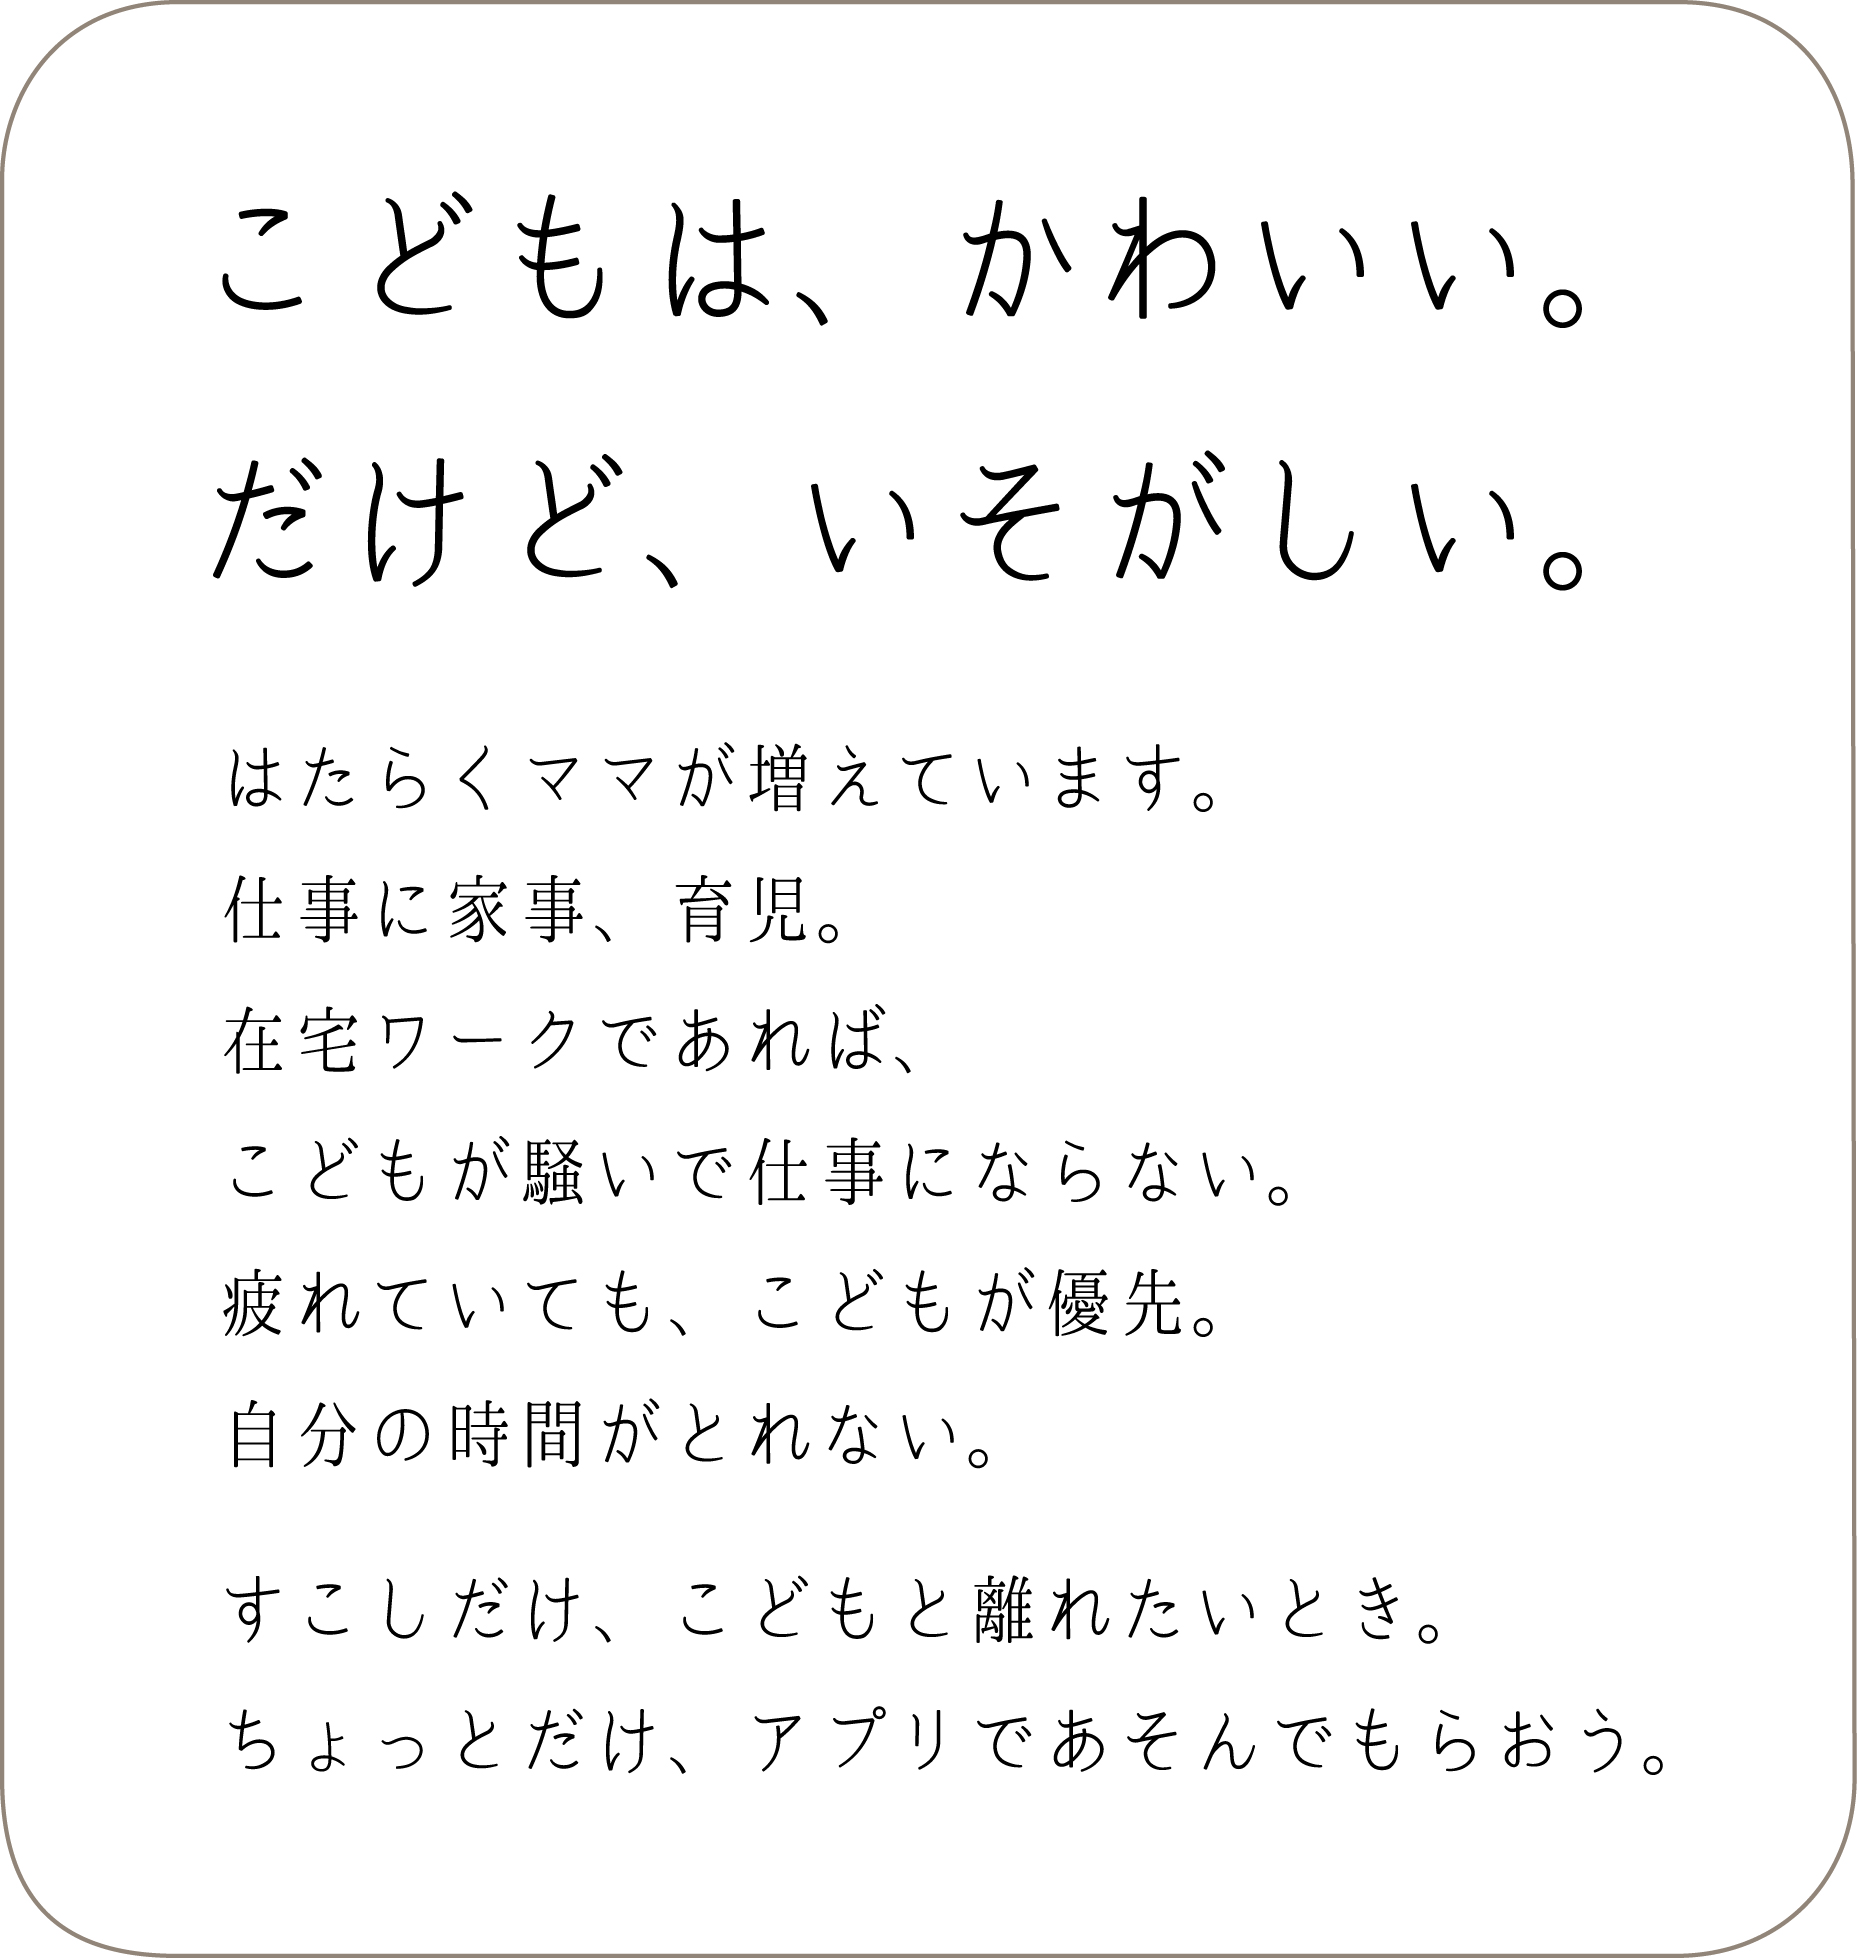 こどもは、かわいい。
だけど、いそがしい。
はたらくママが増えています。
仕事に家事、育児。
在宅ワークであれば、
こどもが騒いで仕事にならない。
疲れていても、こどもが優先。
自分の時間がとれない。
すこしだけ、こどもと離れたいとき。
ちょっとだけ、アプリであそんでもらおう。